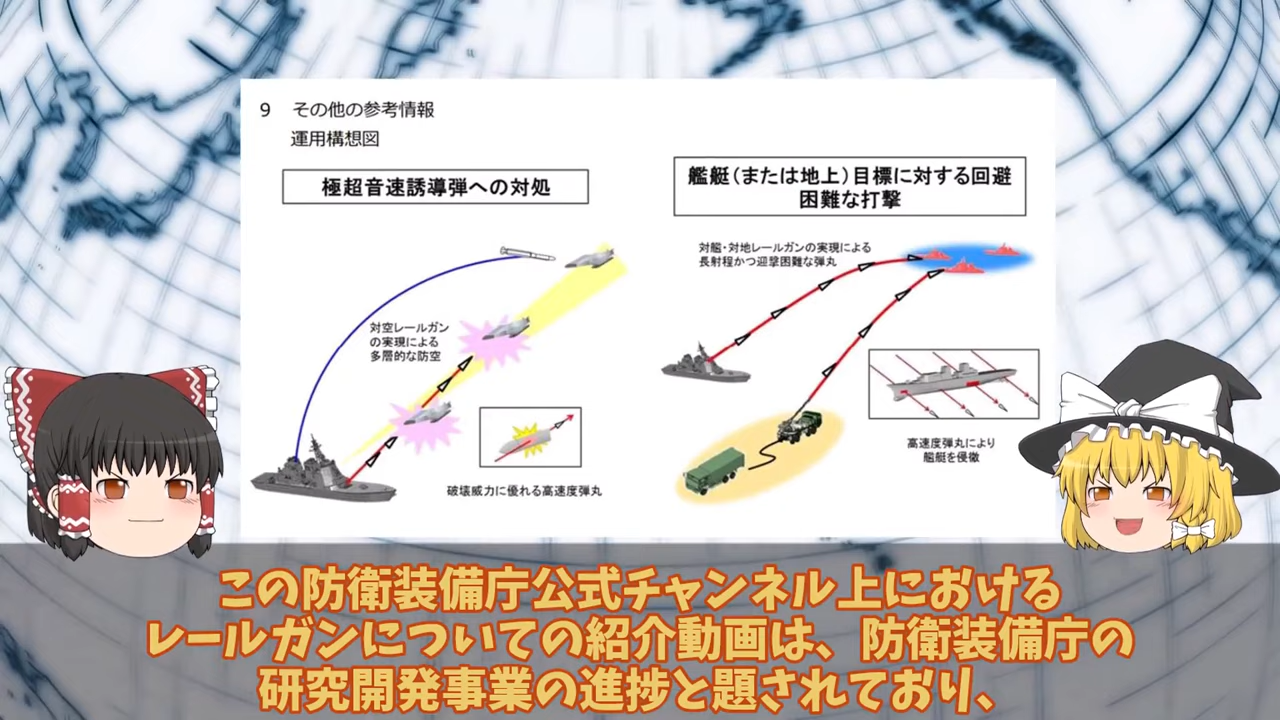 9 その他の参考情報
運用構想図
極超音速誘導弾への対処
対空レールガン
の実現による
多層的な防空
破壊威力に優れる高速度弾丸
艦艇(または地上)目標に対する回避
困難な打撃
対艦・対地レールガンの実現による
長射程かつ迎撃困難な弾丸
高速度弾丸により
艦艇を侵徹
この防衛装備庁公式チャンネル上における
レールガンについての紹介動画は、防衛装備庁の
研究開発事業の進捗と題されており、